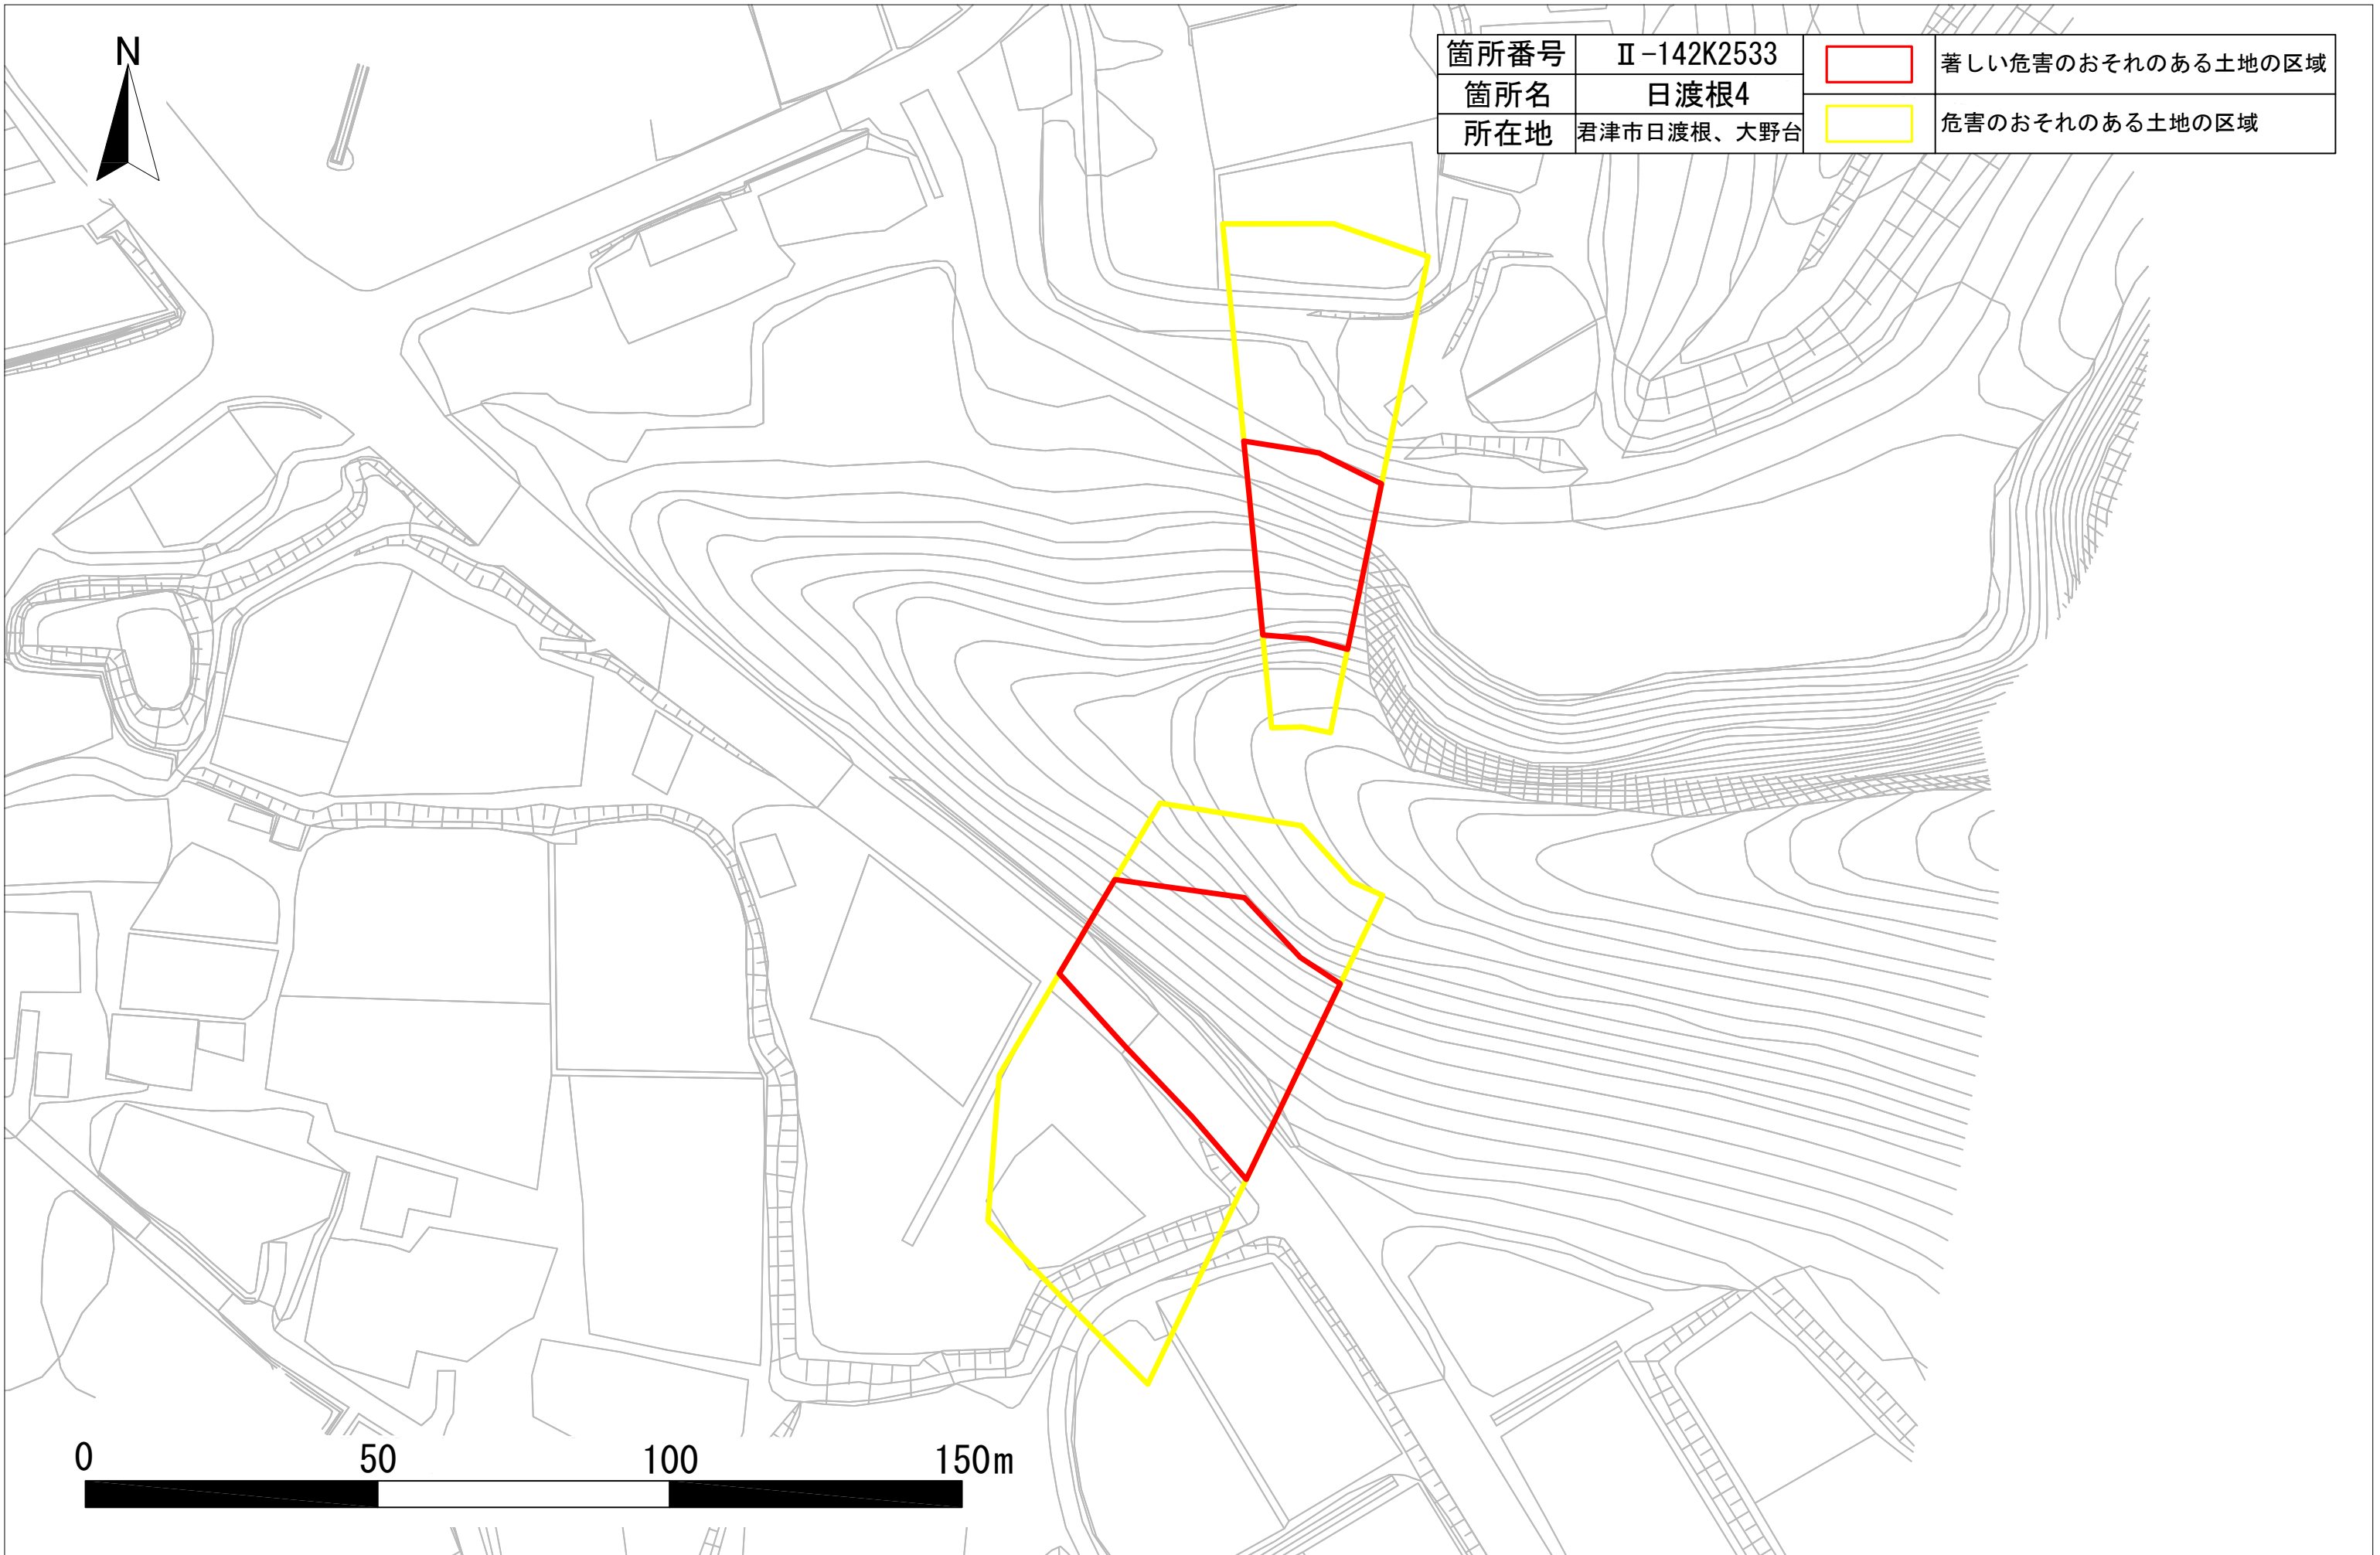 N
箇所番号 Ⅱ-142K2533 著しい危害のおそれのある土地の区域
箇所名 日渡根4 危害のおそれのある土地の区域
所在地 君津市日渡根、大野台
0 50 100 150m